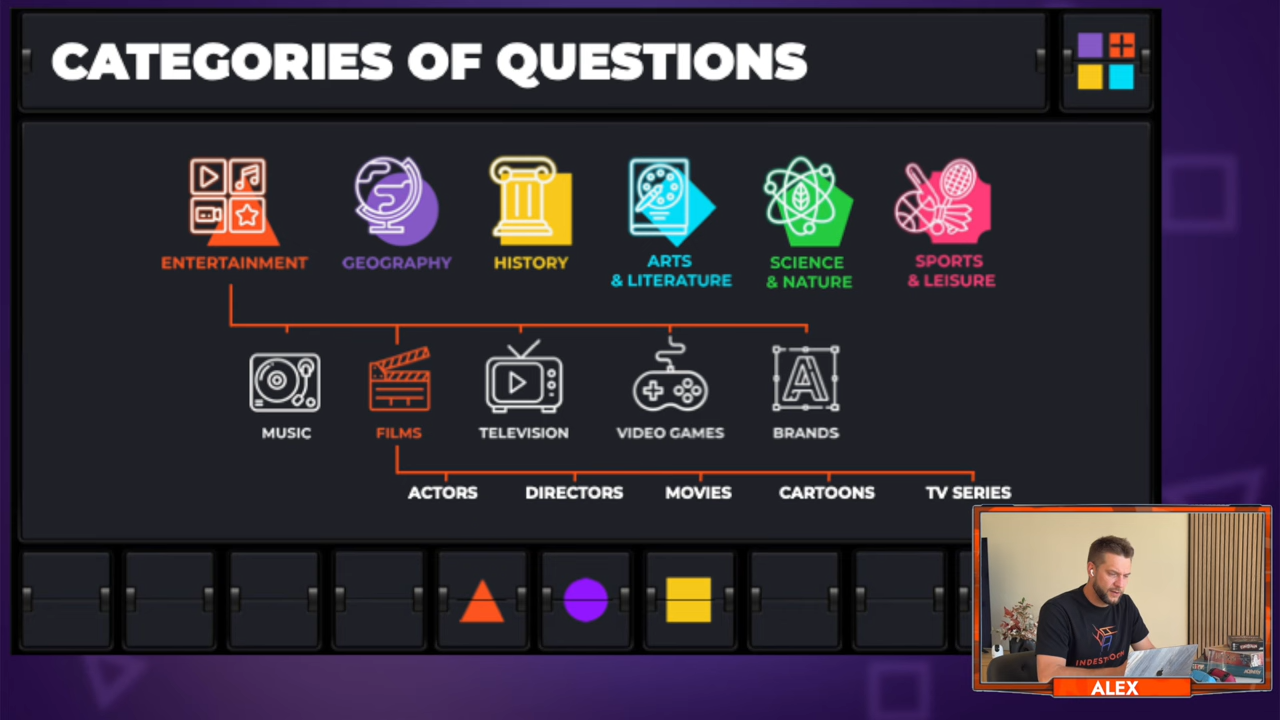 CATEGORIES OF QUESTIONS
ENTERTAINMENT
GEOGRAPHY
HISTORY
ARTS
& LITERATURE
SCIENCE
& NATURE
SPORTS
& LEISURE
MUSIC
FILMS
TELEVISION
VIDEO GAMES
BRANDS
ACTORS
DIRECTORS
MOVIES
CARTOONS
TV SERIES
ALEX